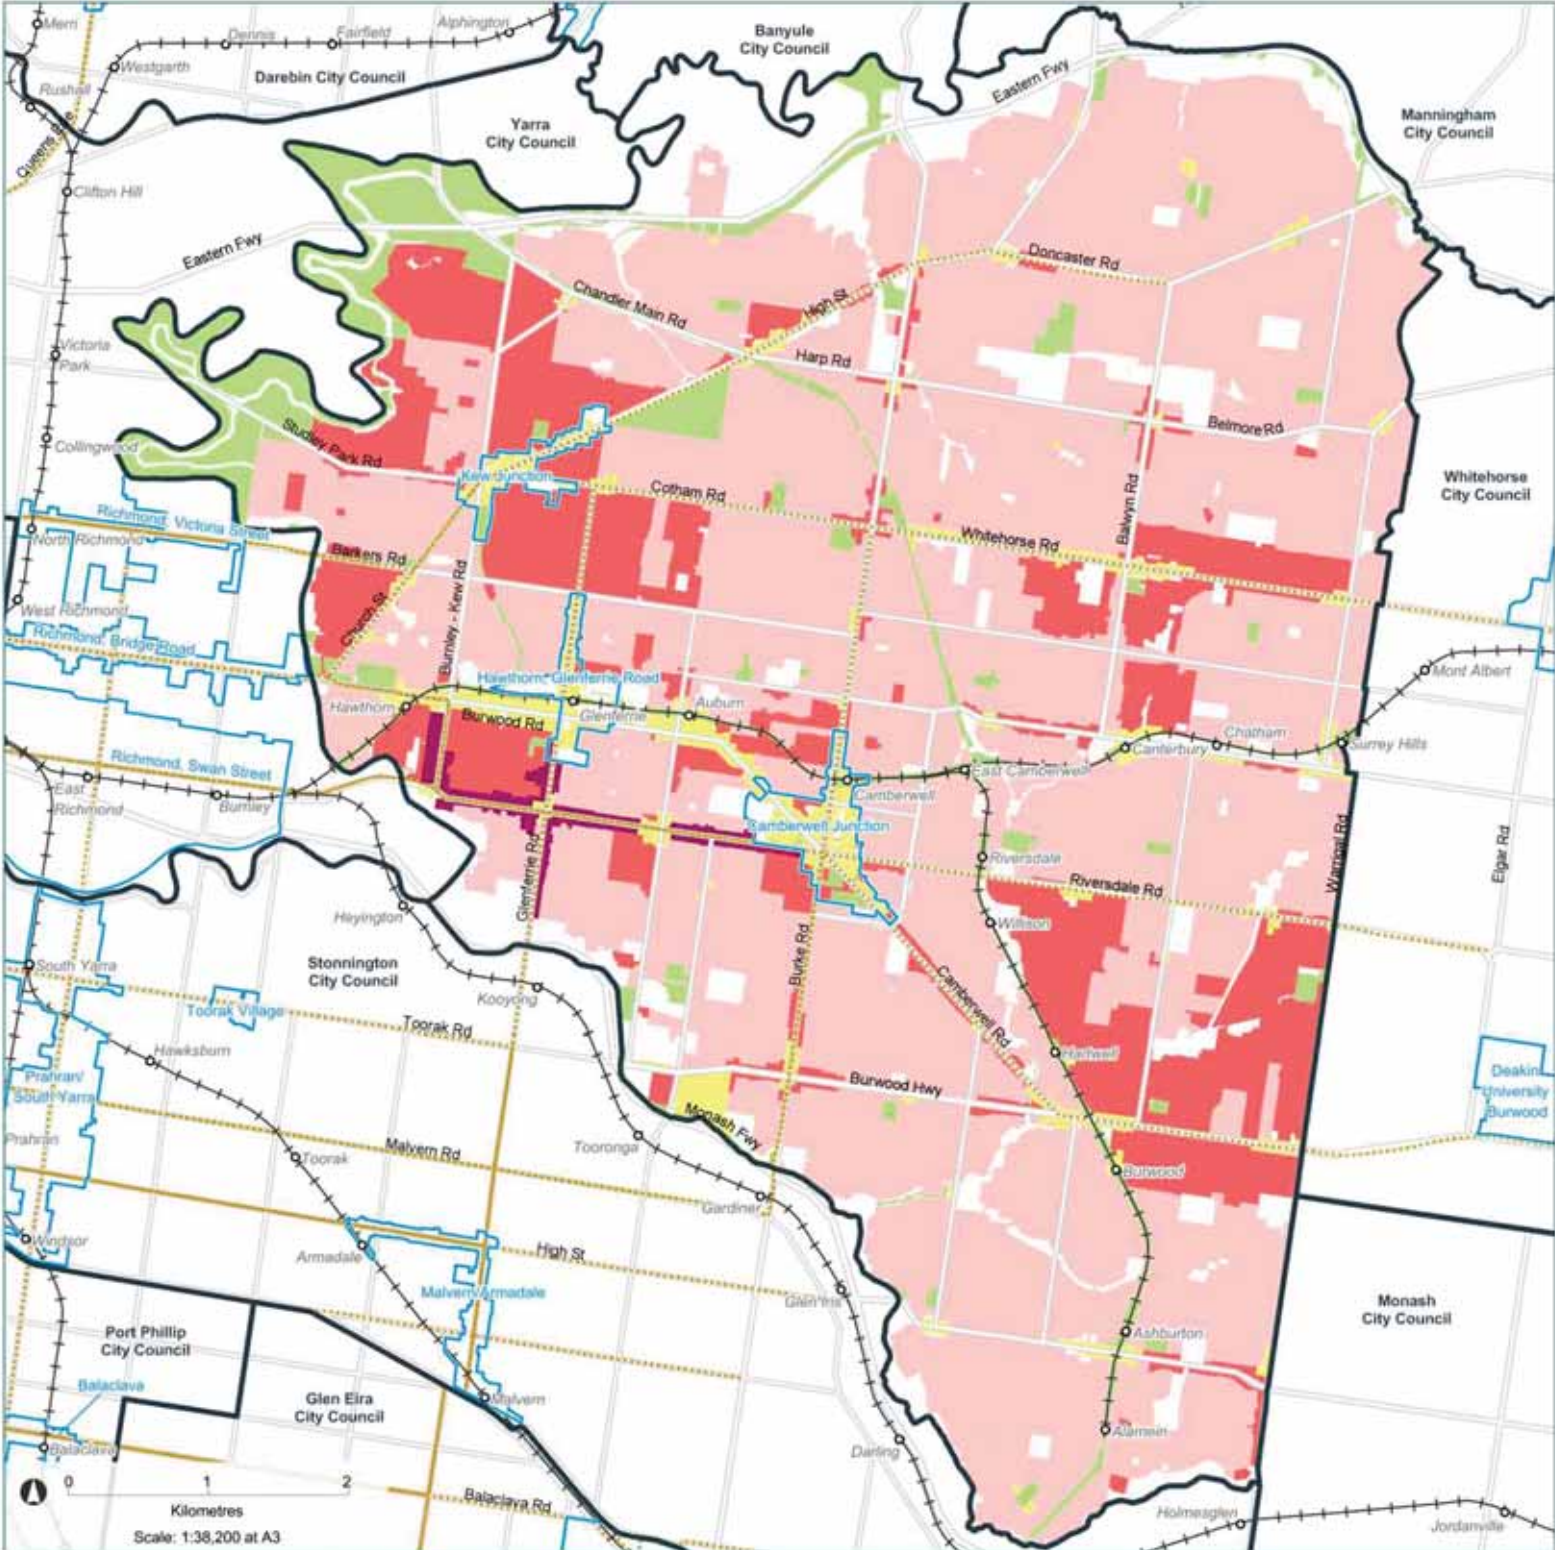 Merri
Dennis
Fairfield
Alphington
Westgarth
Darebin City Council
Banyule
City Council
Rushall
Yarra
City Council
Eastern Fwy
Manningham
City Council
Clifton Hill
Eastern Fwy
Doncaster Rd
Chandler Main Rd
High St
Victoria
Park
Harp Rd
Belmore Rd
Collingwood
Studley Park Rd
Kew Junction
Cotham Rd
Balwyn Rd
Whitehorse
City Council
Richmond, Victoria Street
North Richmond
Barkers Rd
Whitehorse Rd
West Richmond
Church St
Burnley - Kew Rd
Richmond, Bridge Road
Hawthorn, Glenferrie Road
Mont Albert
Hawthorn
Burwood Rd
Glenferrie
Auburn
Canterbury
Chatham
Surrey Hills
Richmond, Swan Street
East
Richmond
Burnley
East Camberwell
Camberwell
Camberwell Junction
Warrigal Rd
Elgar Rd
Glenferrie Rd
Riversdale
Riversdale Rd
Heyington
Willison
South Yarra
Stonnington
City Council
Burke Rd
Kooyong
Camberwell Rd
Toorak Village
Toorak Rd
Hawksburn
Hartwell
Prahran/
South Yarra
Burwood Hwy
Deakin
University
Burwood
Monash Fwy
Prahran
Malvern Rd
Tooronga
Toorak
Burwood
Gardiner
Windsor
Armadale
High St
Malvern/Armadale
Glen Iris
Monash
City Council
Port Phillip
City Council
Ashburton
Balaclava
Glen Eira
City Council
Malvern
Alamein
Balaclava
Darling
0 1 2
Kilometres
Balaclava Rd
Holmesglen
Jordanville
Scale: 1:38,200 at A3